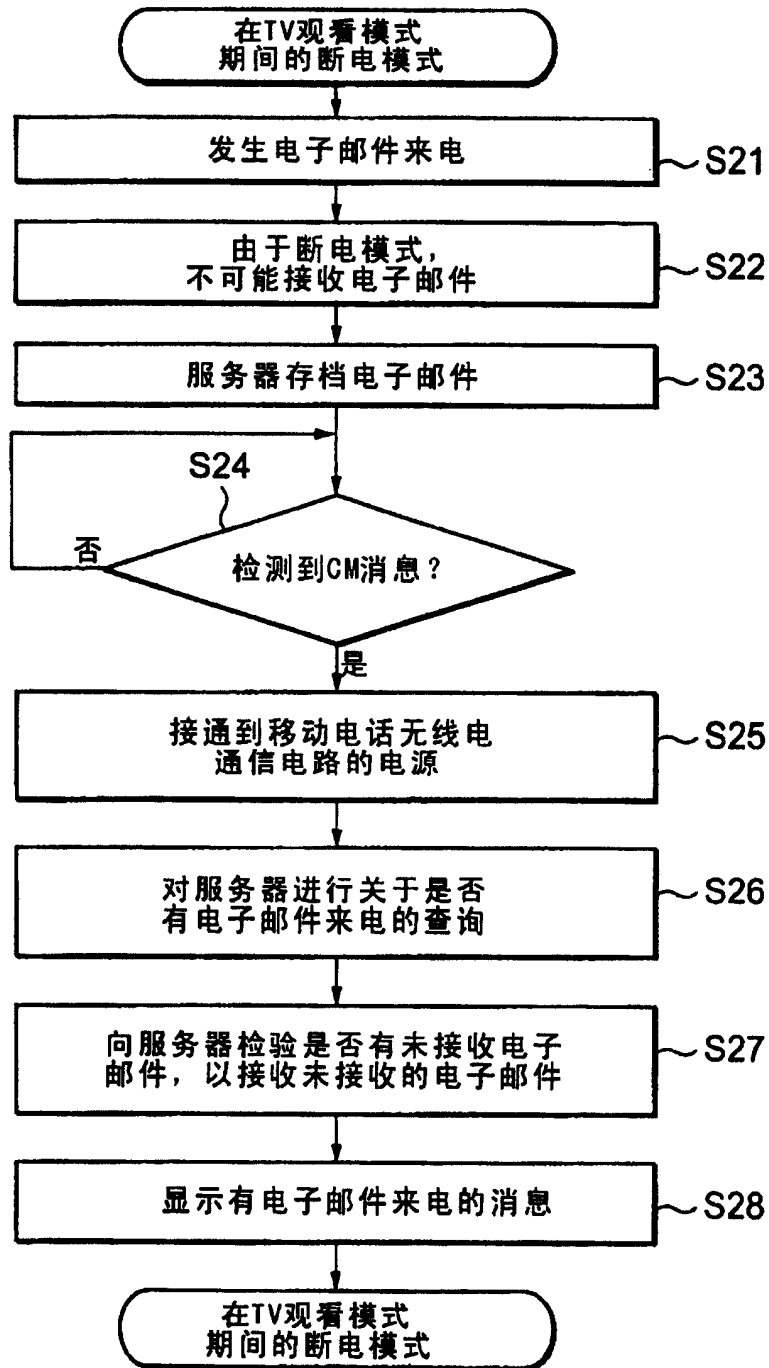 在TV观看模式
期间的断电模式
发生电子邮件来电
S21
由于断电模式，
不可能接收电子邮件
S22
服务器存档电子邮件
S23
S24
否
检测到CM消息？
是
接通到移动电话无线电
通信电路的电源
S25
对服务器进行关于是否
有电子邮件来电的查询
S26
向服务器检验是否有未接收电子
邮件，以接收未接收的电子邮件
S27
显示有电子邮件来电的消息
S28
在TV观看模式
期间的断电模式